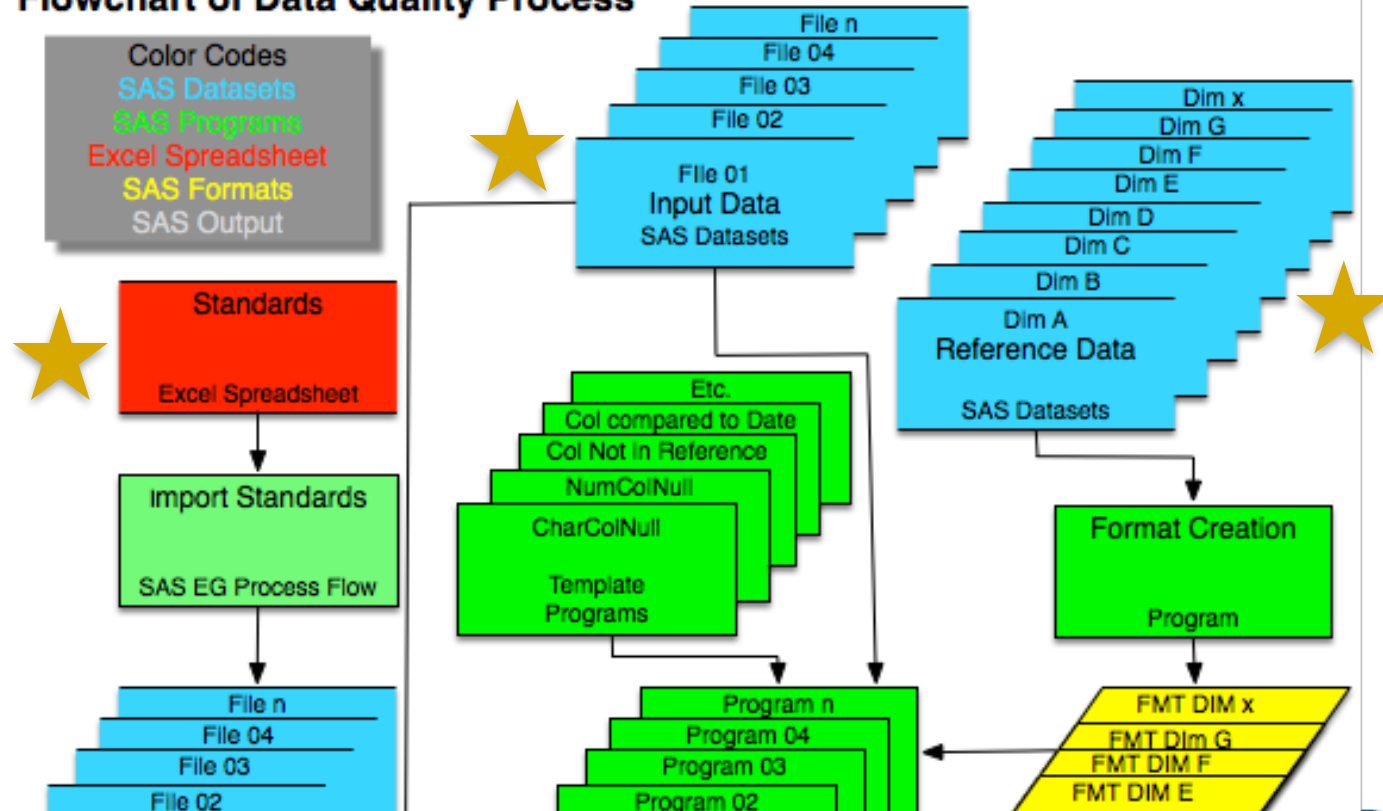 Flowchart of Data Quality Process
Color Codes
SAS Datasets
SAS Programs
Excel Spreadsheet
SAS Formats
SAS Output
File n
File 04
File 03
File 02
FIle 01
Input Data
SAS Datasets
Dim x
Dim G
Dim F
Dim E
Dim D
Dim C
Dim B
Dim A
Reference Data
SAS Datasets
Standards
Excel Spreadsheet
Import Standards
SAS EG Process Flow
Etc.
Col compared to Date
Col Not in Reference
NumColNull
CharColNull
Template
Programs
Format Creation
Program
File n
File 04
File 03
File 02
Program n
Program 04
Program 03
Program 02
FMT DIM x
FMT DIm G
FMT DIM F
FMT DIM E